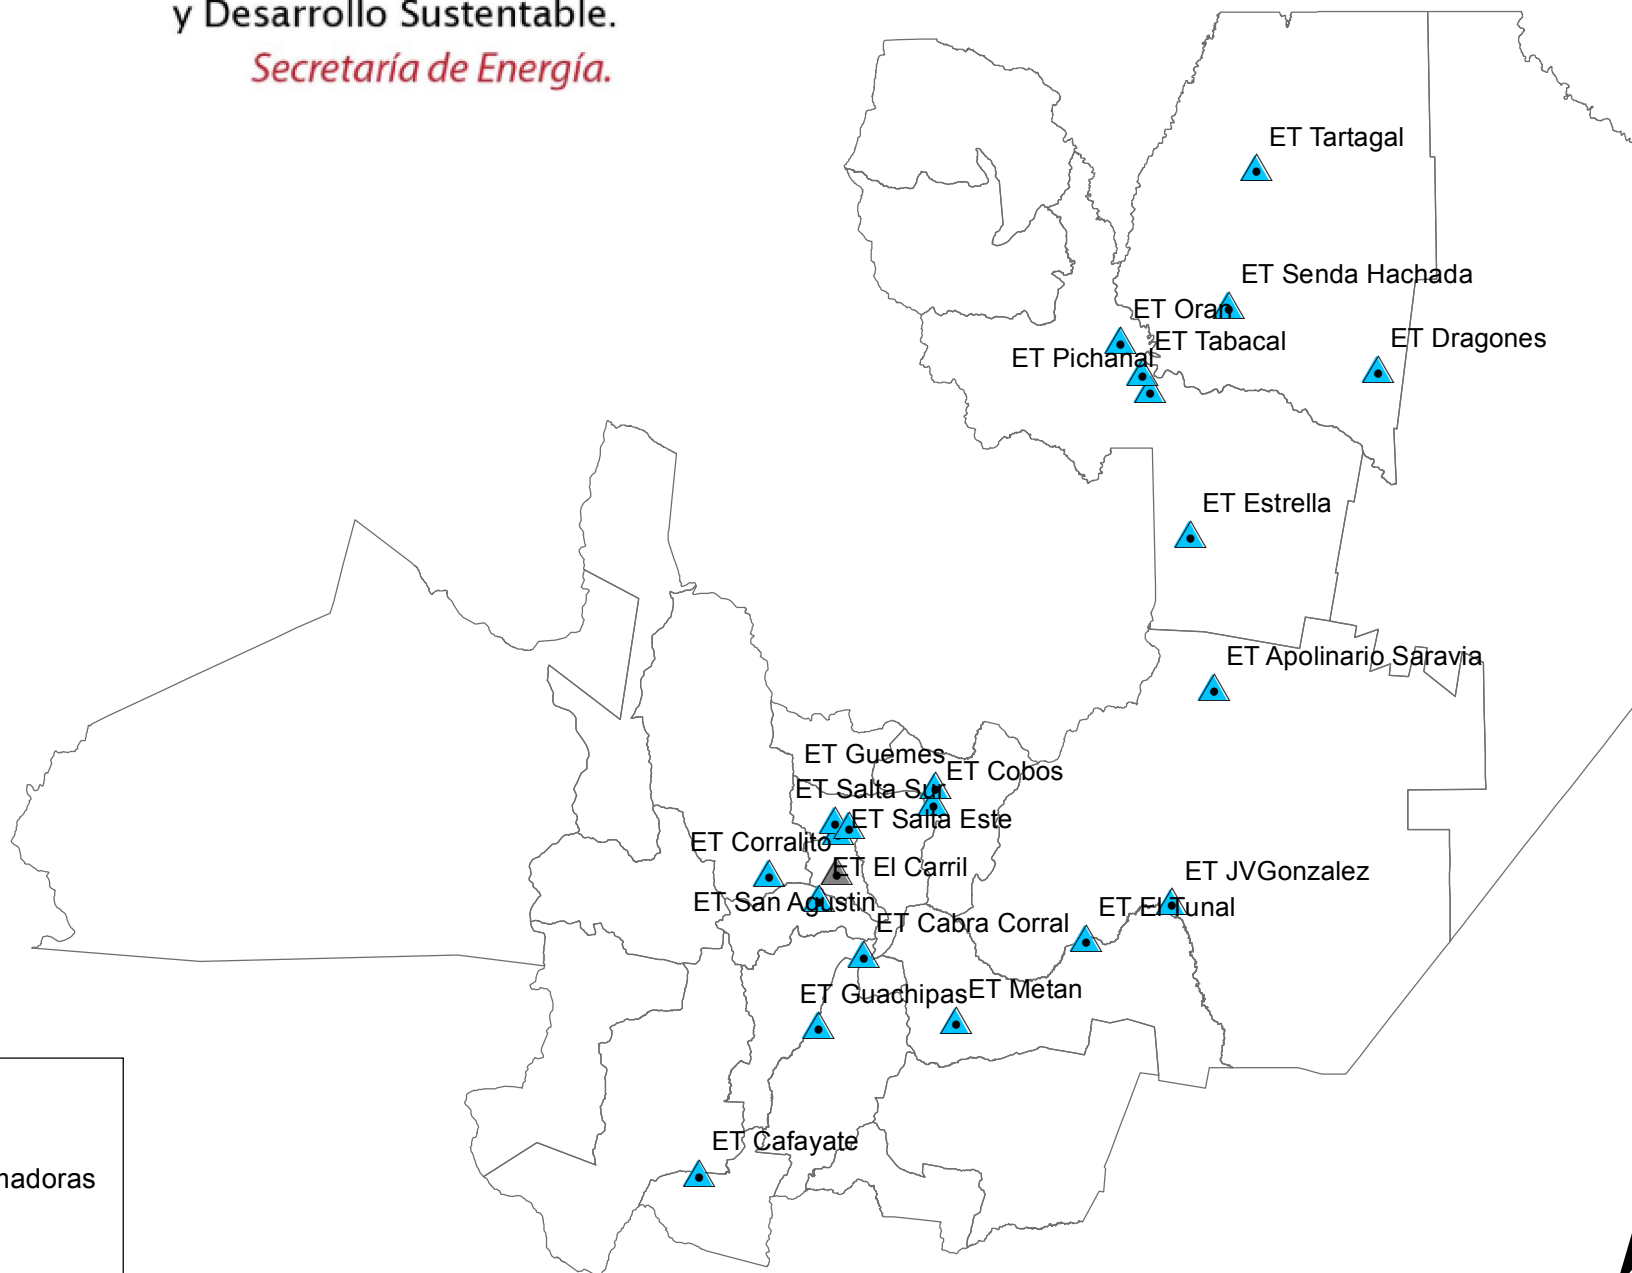 y Desarrollo Sustentable.
Secretaría de Energía.
ET Tartagal
ET Senda Hachada
ET Oran
ET Tabacal
ET Dragones
ET Pichanal
ET Estrella
ET Apolinario Saravia
ET Guemes
ET Cobos
ET Salta Sur
ET Salta Este
ET Corralito
ET El Carril
ET JVGonzalez
ET San Agustin
ET El Tunal
ET Cabra Corral
ET Guachipas
ET Metan
ET Cafayate
madoras